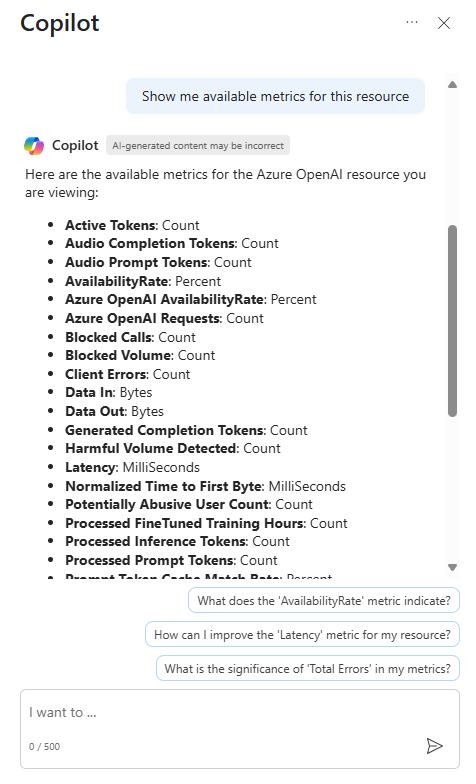 Copilot
Show me available metrics for this resource
Copilot AI-generated content may be incorrect
Here are the available metrics for the Azure OpenAI resource you
are viewing:
• Active Tokens: Count
• Audio Completion Tokens: Count
• Audio Prompt Tokens: Count
• AvailabilityRate: Percent
• Azure OpenAI AvailabilityRate: Percent
• Azure OpenAI Requests: Count
• Blocked Calls: Count
• Blocked Volume: Count
• Client Errors: Count
• Data In: Bytes
• Data Out: Bytes
• Generated Completion Tokens: Count
• Harmful Volume Detected: Count
• Latency: MilliSeconds
• Normalized Time to First Byte: MilliSeconds
• Potentially Abusive User Count: Count
• Processed FineTuned Training Hours: Count
• Processed Inference Tokens: Count
• Processed Prompt Tokens: Count
• Prompt Token Cache Match Rate: Percent
What does the 'AvailabilityRate' metric indicate?
How can I improve the 'Latency' metric for my resource?
What is the significance of 'Total Errors' in my metrics?
I want to ...
0 / 500